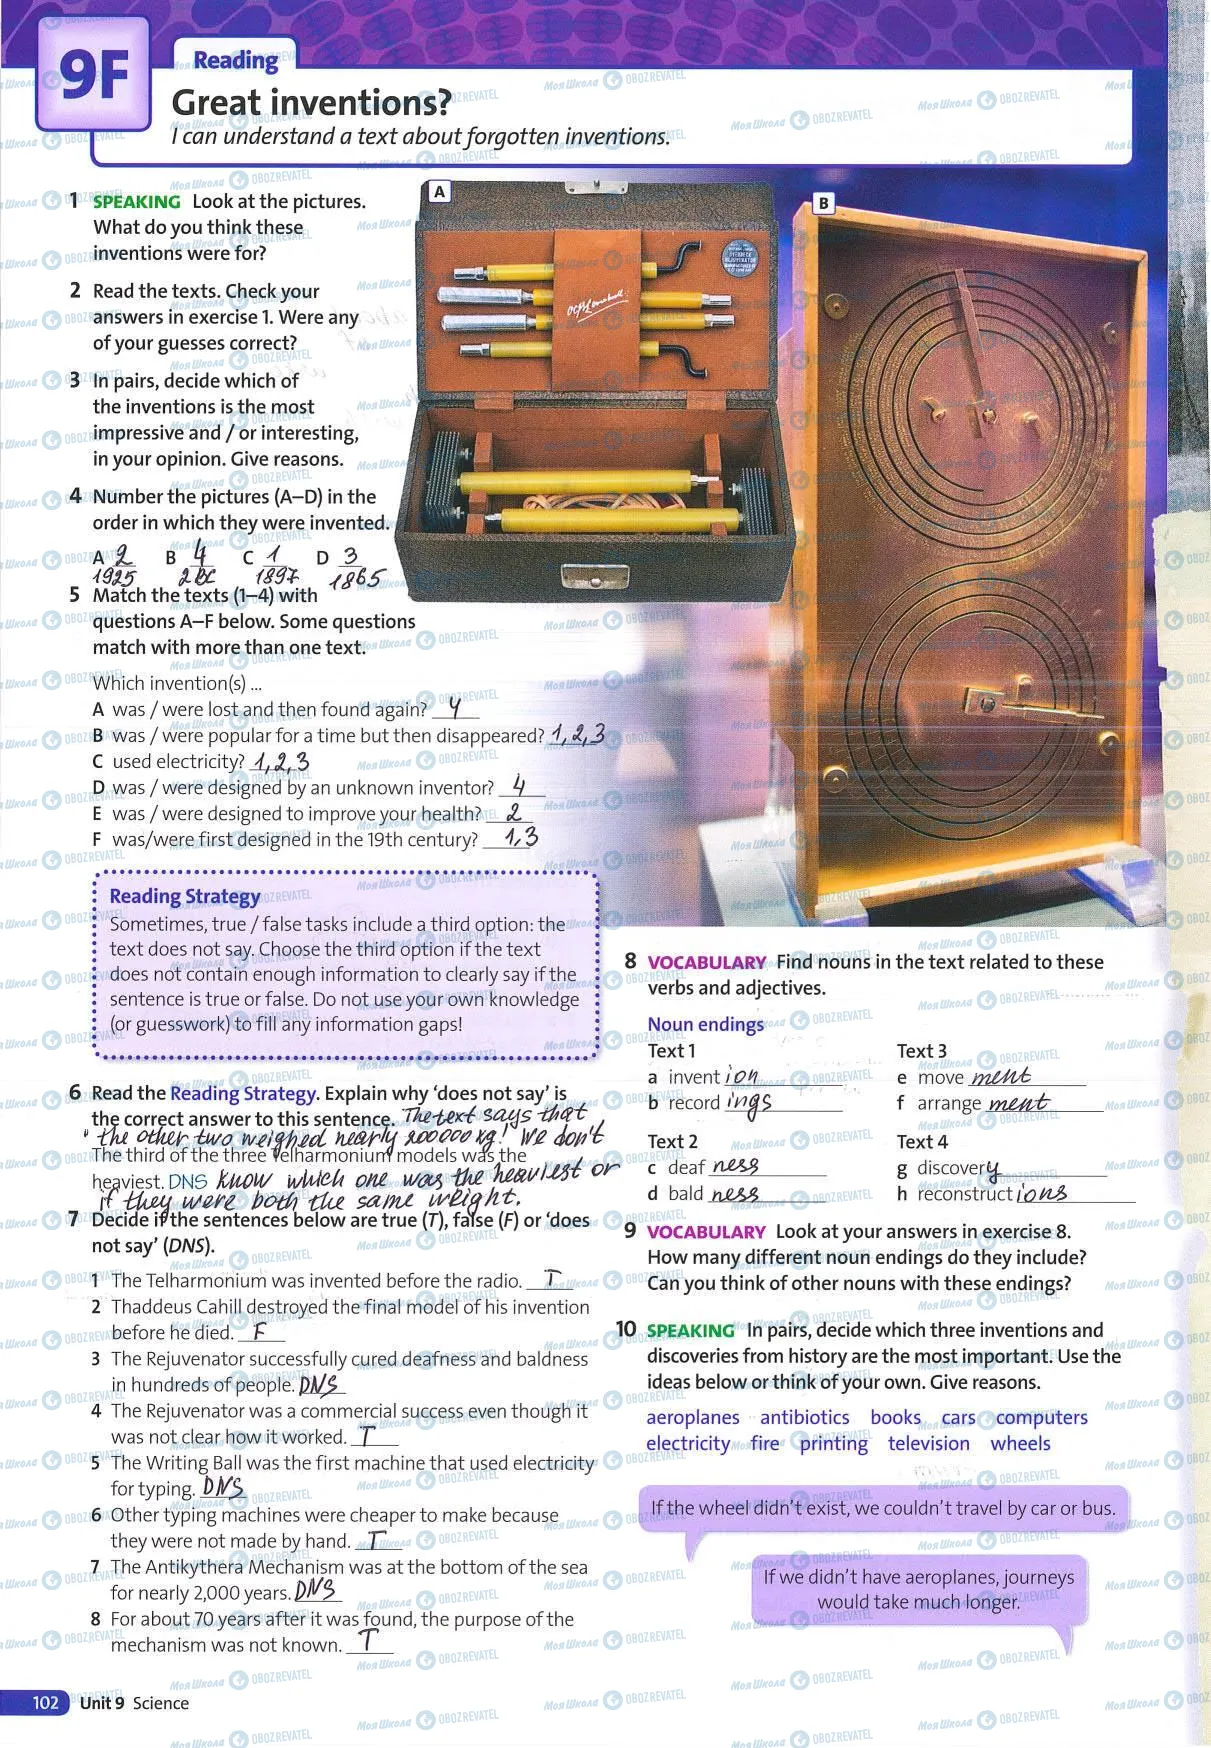 9F
Reading
Great inventions?
I can understand a text about forgotten inventions.
1 SPEAKING Look at the pictures.
What do you think these
inventions were for?
2 Read the texts. Check your
answers in exercise 1. Were any
of your guesses correct?
3 In pairs, decide which of
the inventions is the most
impressive and / or interesting,
in your opinion. Give reasons.
4 Number the pictures (A–D) in the
order in which they were invented.
A 2 B 4 C 1 D 3
1925 2BC 1897 1865
5 Match the texts (1–4) with
questions A–F below. Some questions
match with more than one text.
Which invention(s) ...
A was / were lost and then found again? 4
B was / were popular for a time but then disappeared? 1, 2, 3
C used electricity? 1, 2, 3
D was / were designed by an unknown inventor? 4
E was / were designed to improve your health? 2
F was/were first designed in the 19th century? 1, 3
Reading Strategy
Sometimes, true / false tasks include a third option: the
text does not say. Choose the third option if the text
does not contain enough information to clearly say if the
sentence is true or false. Do not use your own knowledge
(or guesswork) to fill any information gaps!
6 Read the Reading Strategy. Explain why 'does not say' is
the correct answer to this sentence. The text says that
"the other two weighed nearly 200000 kg! We don't
The third of the three Telharmonium models was the
heaviest. DNS know which one was the heaviest or
if they were both the same weight.
7 Decide if the sentences below are true (T), false (F) or 'does
not say' (DNS).
1 The Telharmonium was invented before the radio. T
2 Thaddeus Cahill destroyed the final model of his invention
before he died. F
3 The Rejuvenator successfully cured deafness and baldness
in hundreds of people. DNS
4 The Rejuvenator was a commercial success even though it
was not clear how it worked. T
5 The Writing Ball was the first machine that used electricity
for typing. DNS
6 Other typing machines were cheaper to make because
they were not made by hand. T
7 The Antikythera Mechanism was at the bottom of the sea
for nearly 2,000 years. DNS
8 For about 70 years after it was found, the purpose of the
mechanism was not known. T
102 Unit 9 Science
A
B
8 VOCABULARY Find nouns in the text related to these
verbs and adjectives.
Noun endings
Text 1
a invent ion
b record ings
Text 2
c deaf ness
d bald ness
Text 3
e move ment
f arrange ment
Text 4
g discovery
h reconstructions
9 VOCABULARY Look at your answers in exercise 8.
How many different noun endings do they include?
Can you think of other nouns with these endings?
10 SPEAKING In pairs, decide which three inventions and
discoveries from history are the most important. Use the
ideas below or think of your own. Give reasons.
aeroplanes antibiotics books cars computers
electricity fire printing television wheels
If the wheel didn't exist, we couldn't travel by car or bus.
If we didn't have aeroplanes, journeys
would take much longer.
Моя Школа OBOZREVATEL